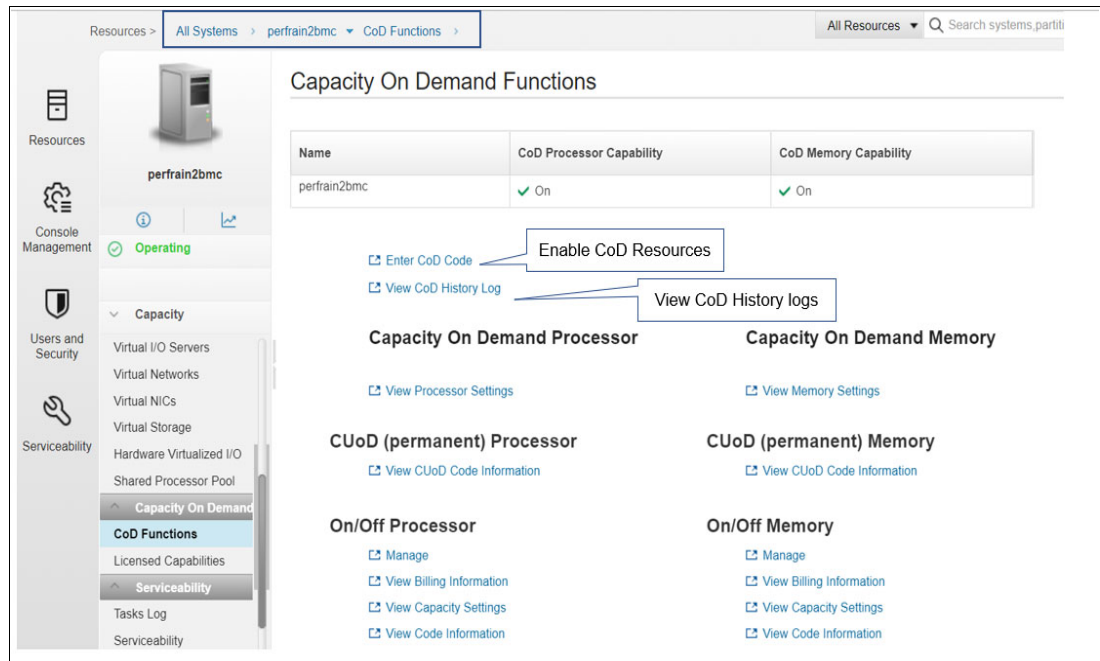 Resources > All Systems > perfrain2bmc CoD Functions >
All Resources Search systems,partiti
Resources
Console
Management
Users and
Security
Serviceability
perfrain2bmc
Operating
Capacity
Virtual I/O Servers
Virtual Networks
Virtual NICs
Virtual Storage
Hardware Virtualized I/O
Shared Processor Pool
Capacity On Demand
CoD Functions
Licensed Capabilities
Serviceability
Tasks Log
Serviceability
Capacity On Demand Functions
Name CoD Processor Capability CoD Memory Capability
perfrain2bmc On On
Enter CoD Code
Enable CoD Resources
View CoD History Log
View CoD History logs
Capacity On Demand Processor
View Processor Settings
Capacity On Demand Memory
View Memory Settings
CUoD (permanent) Processor
View CUoD Code Information
CUoD (permanent) Memory
View CUoD Code Information
On/Off Processor
Manage
View Billing Information
View Capacity Settings
View Code Information
On/Off Memory
Manage
View Billing Information
View Capacity Settings
View Code Information